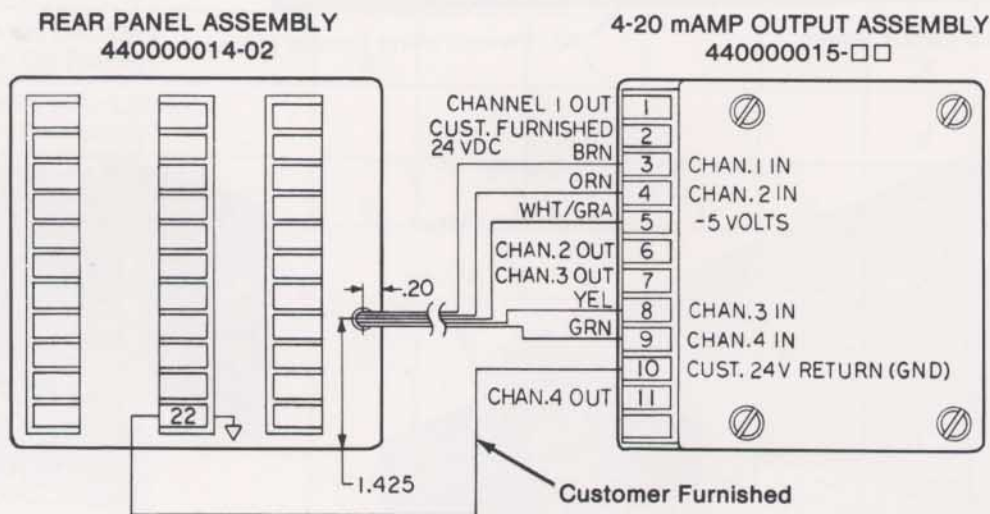 REAR PANEL ASSEMBLY
440000014-02
4-20 mAMP OUTPUT ASSEMBLY
440000015-□□
CHANNEL 1 OUT
1
CUST. FURNISHED
24 VDC
2
BRN
3
CHAN.1 IN
ORN
4
CHAN.2 IN
WHT/GRA
5
-5 VOLTS
CHAN.2 OUT
6
CHAN.3 OUT
7
.20
YEL
8
CHAN.3 IN
GRN
9
CHAN.4 IN
10
CUST. 24V RETURN (GND)
CHAN.4 OUT
11
22
1.425
Customer Furnished